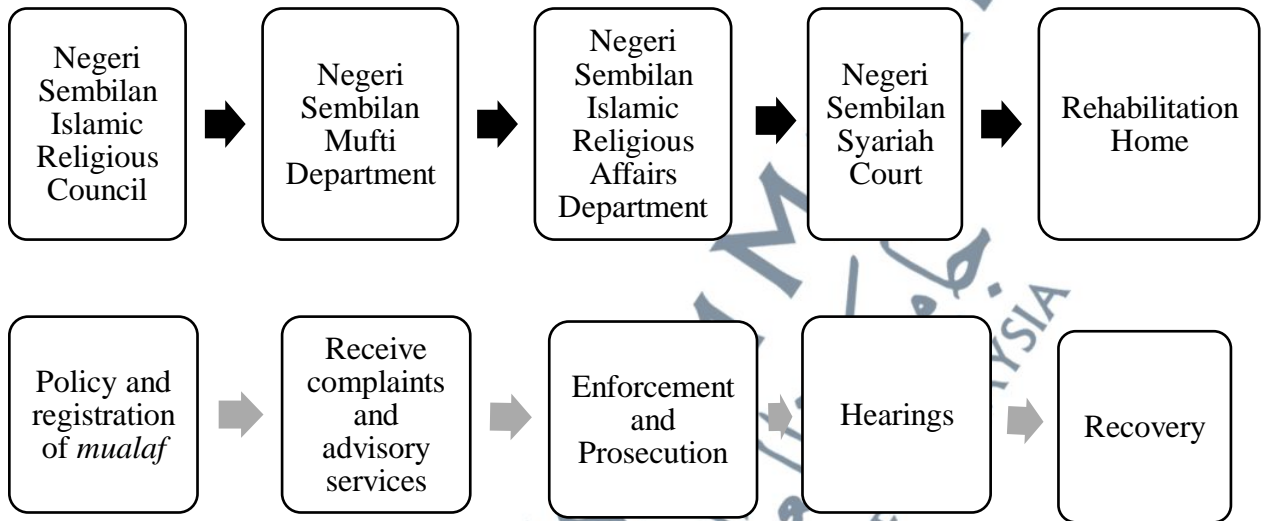 Negeri
Sembilan
Islamic
Religious
Council
Negeri
Sembilan
Mufti
Department
Negeri
Sembilan
Islamic
Religious
Affairs
Department
Negeri
Sembilan
Syariah
Court
Rehabilitation
Home
Policy and
registration
of mualaf
Receive
complaints
and
advisory
services
Enforcement
and
Prosecution
Hearings
Recovery